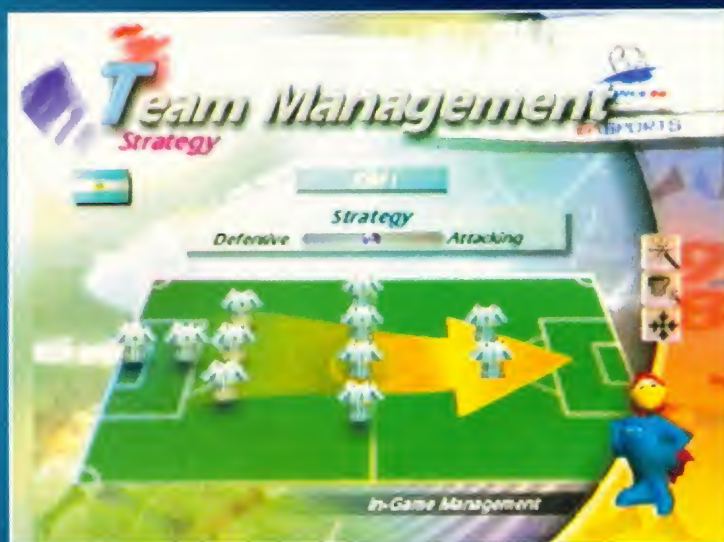 Team Management
Strategy
SPORTS
Strategy
Defensive
Attacking
In-Game Management